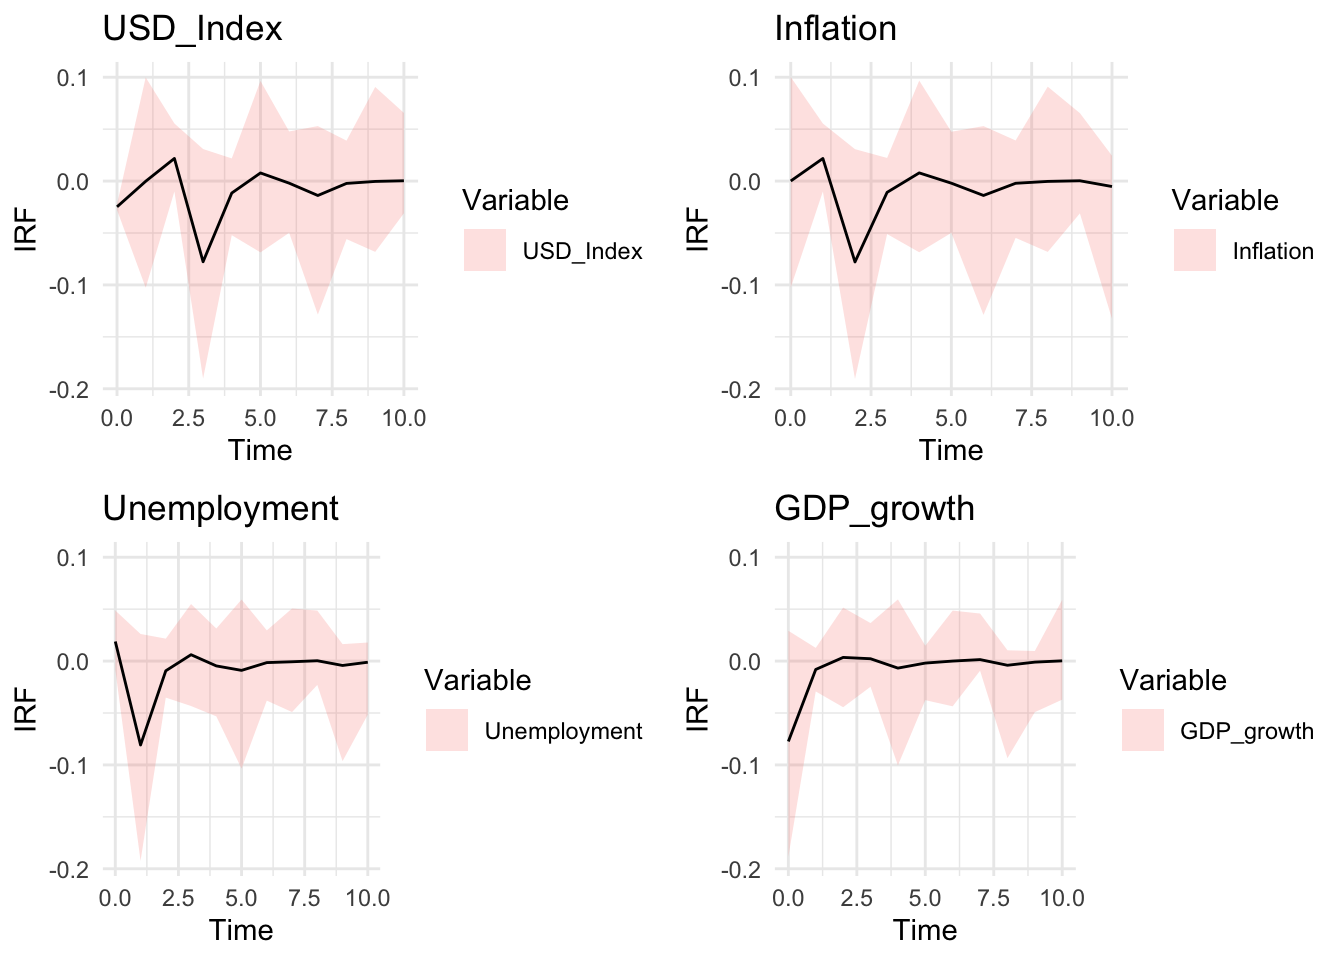 USD_Index
0.1
0.0
-0.1
-0.2
IRF
0.0 2.5 5.0 7.5 10.0
Time
Variable
USD_Index
Inflation
0.1
0.0
-0.1
-0.2
IRF
0.0 2.5 5.0 7.5 10.0
Time
Variable
Inflation
Unemployment
0.1
0.0
-0.1
-0.2
IRF
0.0 2.5 5.0 7.5 10.0
Time
Variable
Unemployment
GDP_growth
0.1
0.0
-0.1
-0.2
IRF
0.0 2.5 5.0 7.5 10.0
Time
Variable
GDP_growth